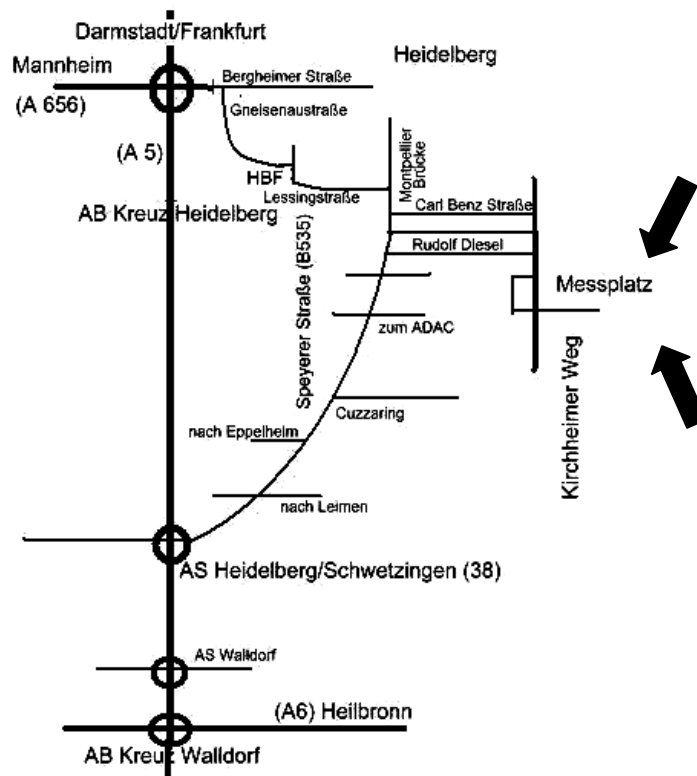 Darmstadt/Frankfurt
Heidelberg
Mannheim
(A 656)
Bergheimer Straße
Gneisenaustraße
(A 5)
HBF
Montpellier
Brücke
Lessingstraße
AB Kreuz Heidelberg
Carl Benz Straße
Rudolf Diesel
Speyerer Straße (B535)
Messplatz
zum ADAC
Kirchheimer Weg
Cuzzaring
nach Eppelheim
nach Leimen
AS Heidelberg/Schwetzingen (38)
AS Walldorf
(A6) Heilbronn
AB Kreuz Walldorf